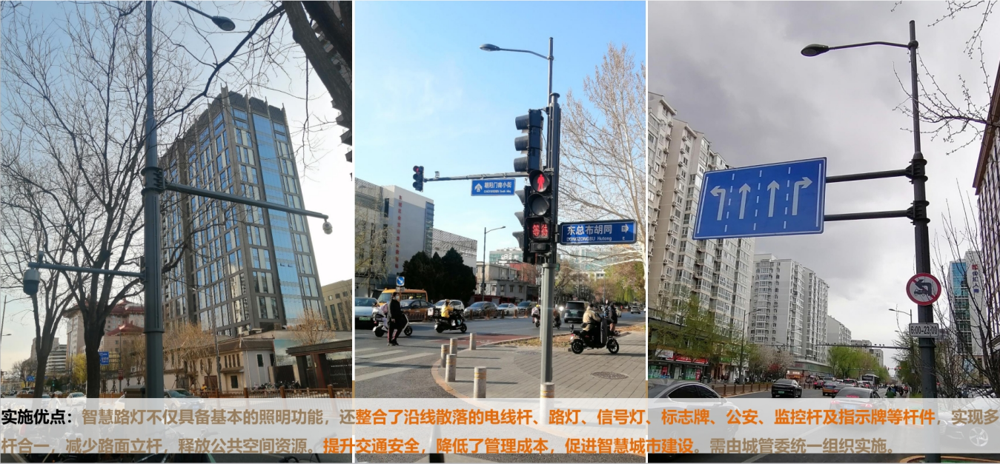 朝阳门南小街
等待
东总布胡同
DONGZONGBU Hutong
E
6:00-23:00
实施优点：智慧路灯不仅具备基本的照明功能，还整合了沿线散落的电线杆、路灯、信号灯、标志牌、公安、监控杆及指示牌等杆件，实现多
杆合一，减少路面立杆，释放公共空间资源。提升交通安全，降低了管理成本，促进智慧城市建设。需由城管委统一组织实施。